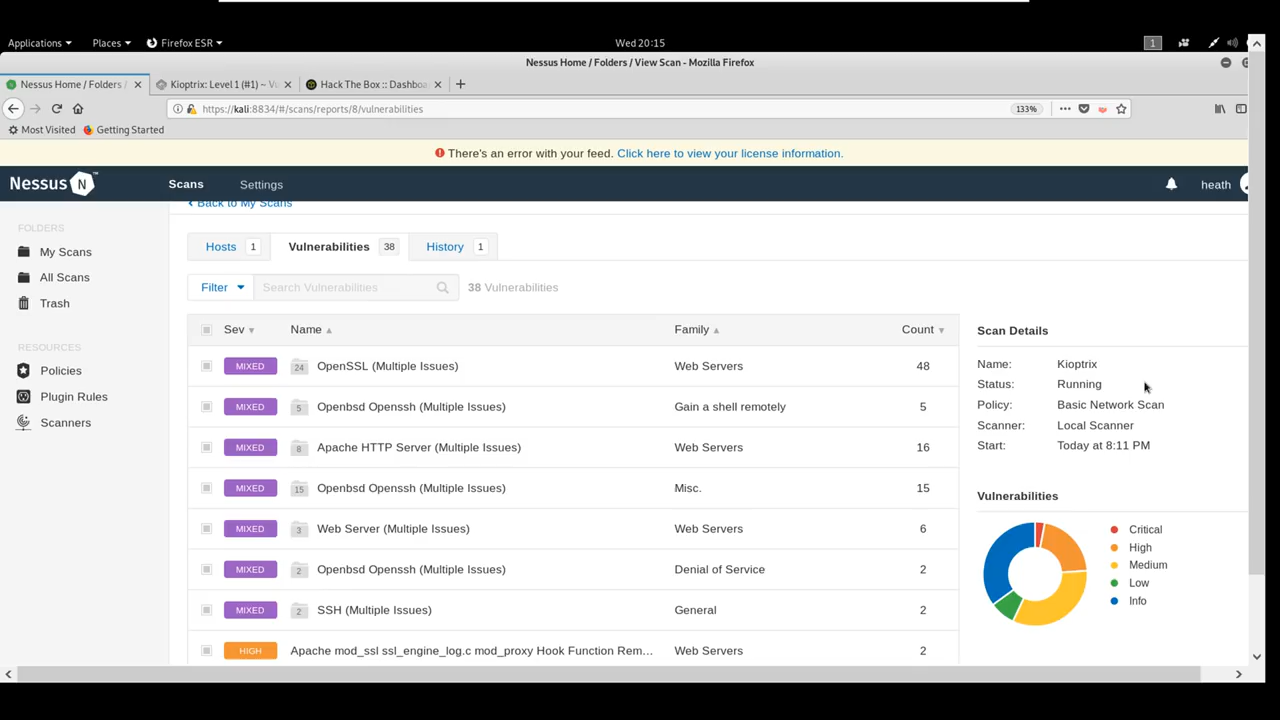 Applications Places Firefox ESR Wed 20:15 1
Nessus Home / Folders / View Scan - Mozilla Firefox
Nessus Home / Folders / Kioptrix: Level 1 (#1) ~ Vu Hack The Box :: Dashboa
https://kali:8834/#/scans/reports/8/vulnerabilities 133%
Most Visited Getting Started
There's an error with your feed. Click here to view your license information.
Nessus N Scans Settings heath
Back to My Scans
FOLDERS
My Scans
All Scans
Trash
RESOURCES
Policies
Plugin Rules
Scanners
Hosts 1 Vulnerabilities 38 History 1
Filter Search Vulnerabilities 38 Vulnerabilities
Sev Name Family Count
MIXED 24 OpenSSL (Multiple Issues) Web Servers 48
MIXED 5 Openbsd Openssh (Multiple Issues) Gain a shell remotely 5
MIXED 8 Apache HTTP Server (Multiple Issues) Web Servers 16
MIXED 15 Openbsd Openssh (Multiple Issues) Misc. 15
MIXED 3 Web Server (Multiple Issues) Web Servers 6
MIXED 2 Openbsd Openssh (Multiple Issues) Denial of Service 2
MIXED 2 SSH (Multiple Issues) General 2
HIGH Apache mod_ssl ssl_engine_log.c mod_proxy Hook Function Rem... Web Servers 2
Scan Details
Name: Kioptrix
Status: Running
Policy: Basic Network Scan
Scanner: Local Scanner
Start: Today at 8:11 PM
Vulnerabilities
Critical
High
Medium
Low
Info